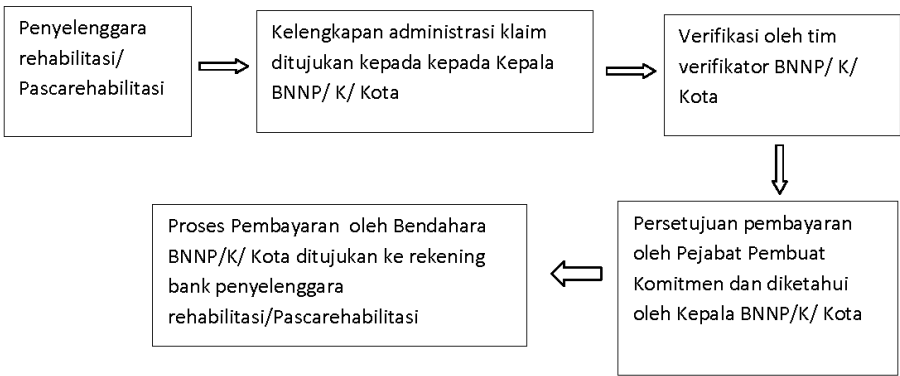 Penyelenggara
rehabilitasi/
Pascarehabilitasi
Kelengkapan administrasi klaim
ditujukan kepada kepada Kepala
BNNP/ K/ Kota
Verifikasi oleh tim
verifikator BNNP/ K/
Kota
Persetujuan pembayaran
oleh Pejabat Pembuat
Komitmen dan diketahui
oleh Kepala BNNP/K/ Kota
Proses Pembayaran oleh Bendahara
BNNP/K/ Kota ditujukan ke rekening
bank penyelenggara
rehabilitasi/Pascarehabilitasi